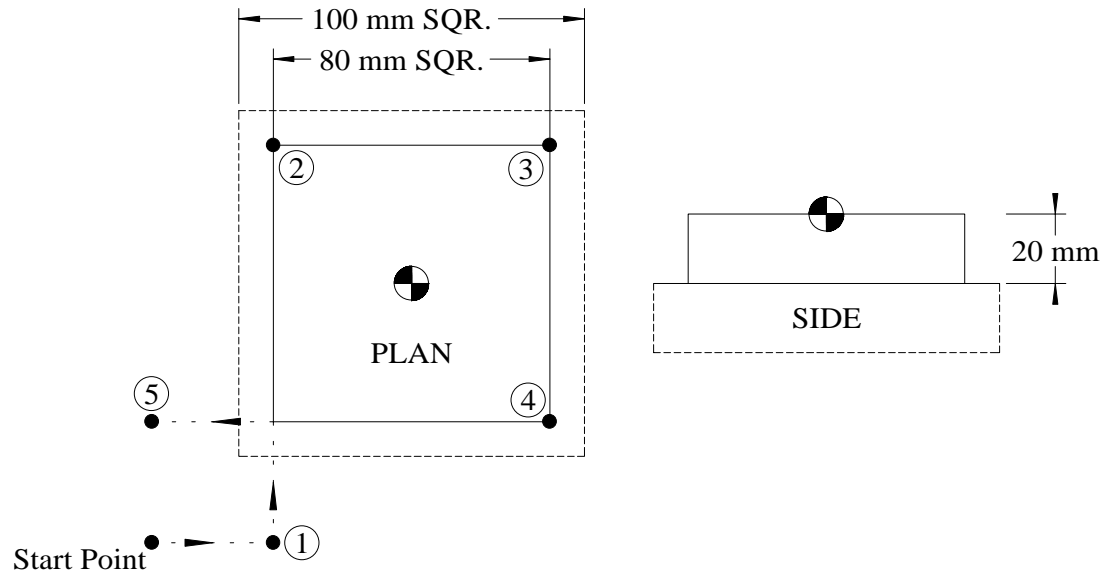 100 mm SQR.
80 mm SQR.
2
3
20 mm
SIDE
PLAN
5
4
1
Start Point